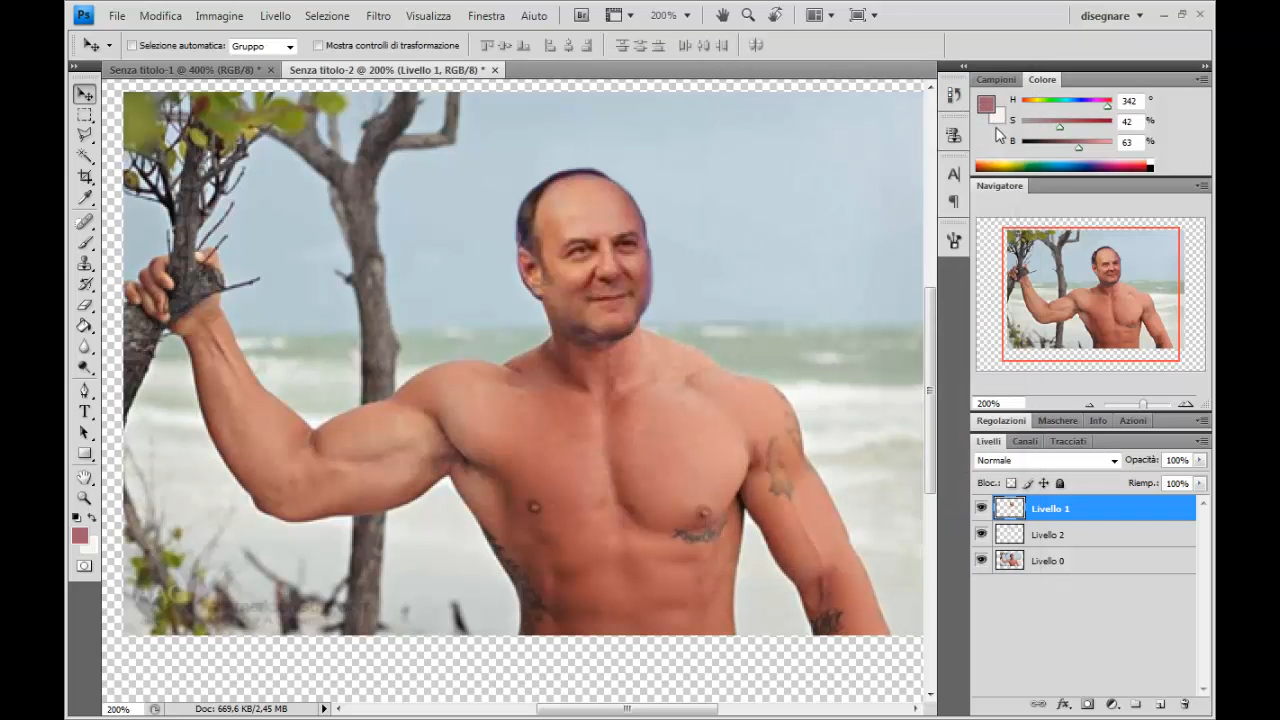 Ps File Modifica Immagine Livello Selezione Filtro Visualizza Finestra Aiuto Br 200% disegnare
Selezione automatica: Gruppo Mostra controlli di trasformazione
Senza titolo-1 @ 400% (RGB/8) * Senza titolo-2 @ 200% (Livello 1, RGB/8) *
Campioni Colore
H 342 °
S 42 %
B 63 %
Navigatore
200%
Regolazioni Maschere Info Azioni
Livelli Canali Tracciati
Normale Opacità: 100%
Bloc.: Riemp.: 100%
Livello 1
Livello 2
Livello 0
200% Doc: 669,6 KB/2,45 MB